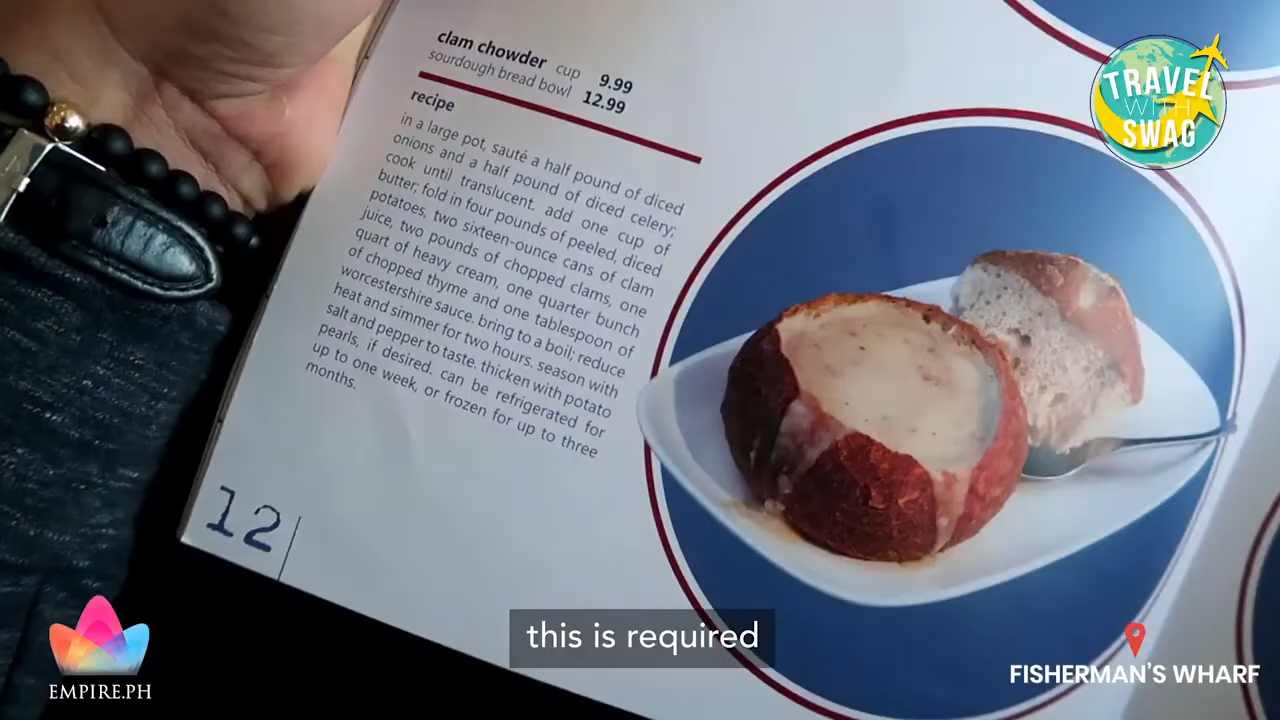 clam chowder cup 9.99
sourdough bread bowl 12.99
recipe
in a large pot, sauté a half pound of diced
onions and a half pound of diced celery;
cook until translucent. add one cup of
butter; fold in four pounds of peeled, diced
potatoes, two sixteen-ounce cans of clam
juice, two pounds of chopped clams, one
quart of heavy cream, one quarter bunch
of chopped thyme and one tablespoon of
worcestershire sauce. bring to a boil; reduce
heat and simmer for two hours. season with
salt and pepper to taste. thicken with potato
pearls, if desired. can be refrigerated for
up to one week, or frozen for up to three
months.
12
TRAVEL
WITH
SWAG
this is required
EMPIRE.PH
FISHERMAN'S WHARF